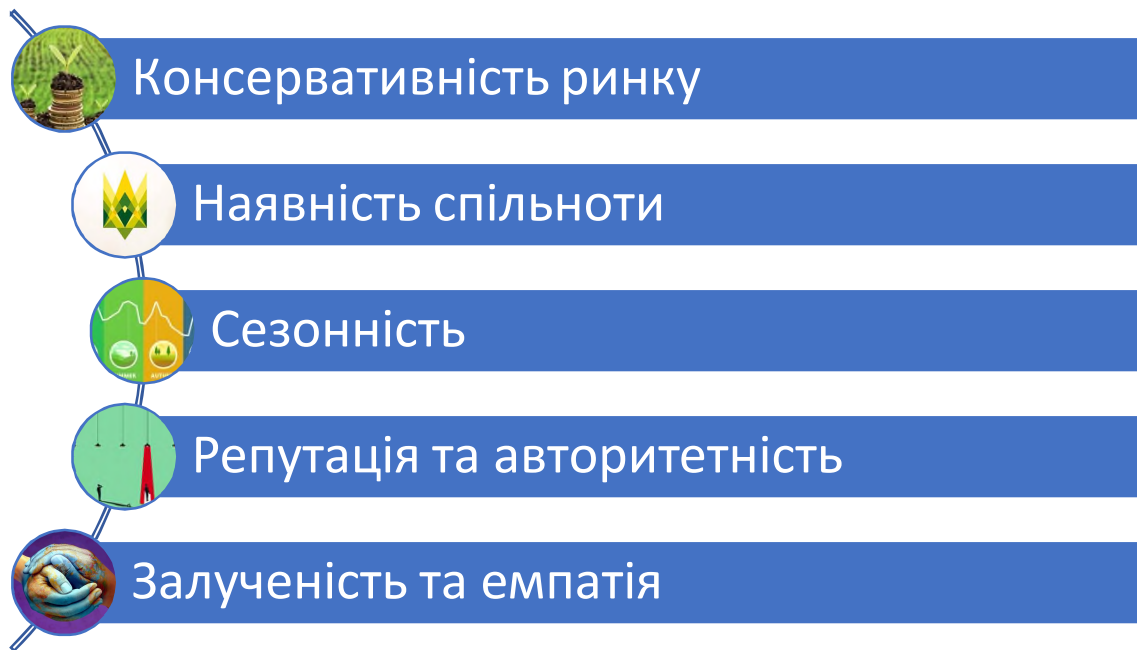 Консервативність ринку
Наявність спільноти
Сезонність
Репутація та авторитетність
Залученість та емпатія